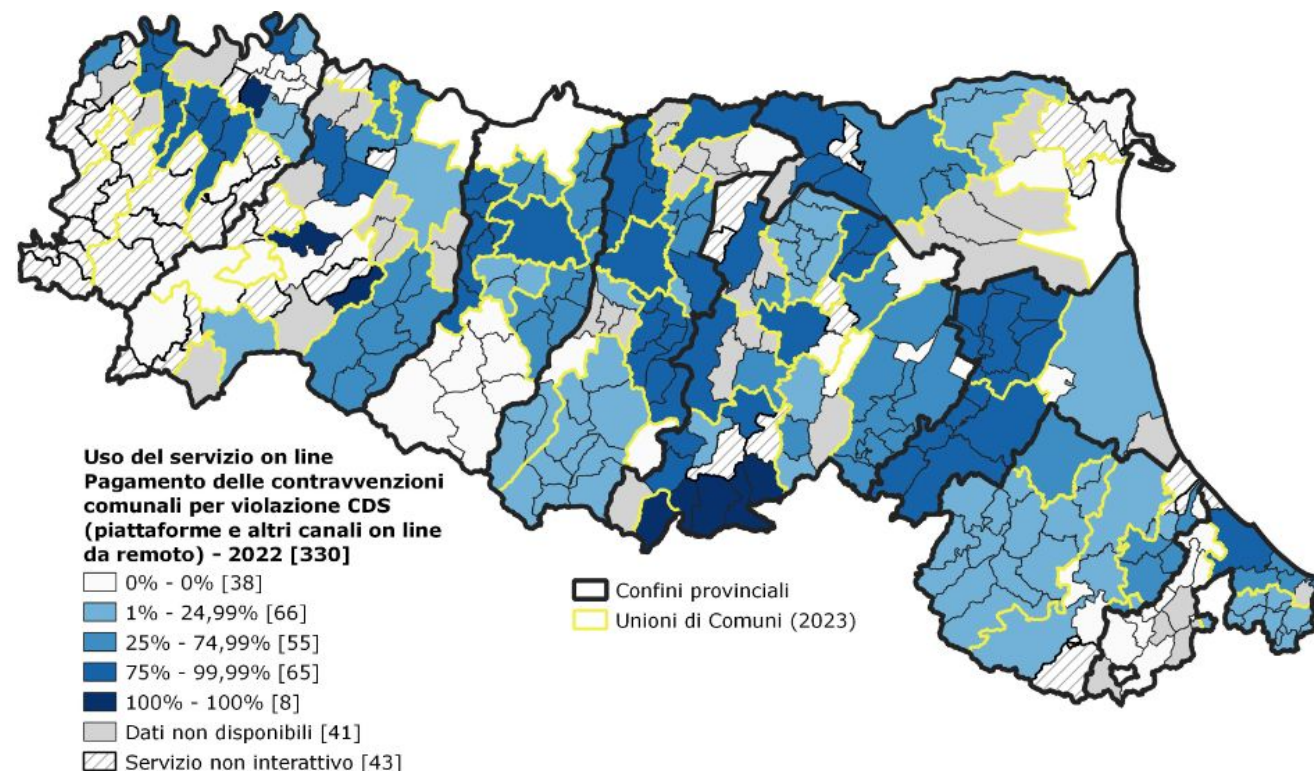 Uso del servizio on line
Pagamento delle contravvenzioni
comunali per violazione CDS
(piattaforme e altri canali on line
da remoto) - 2022 [330]
0% - 0% [38]
1% - 24,99% [66]
25% - 74,99% [55]
75% - 99,99% [65]
100% - 100% [8]
Dati non disponibili [41]
Servizio non interattivo [43]
Confini provinciali
Unioni di Comuni (2023)